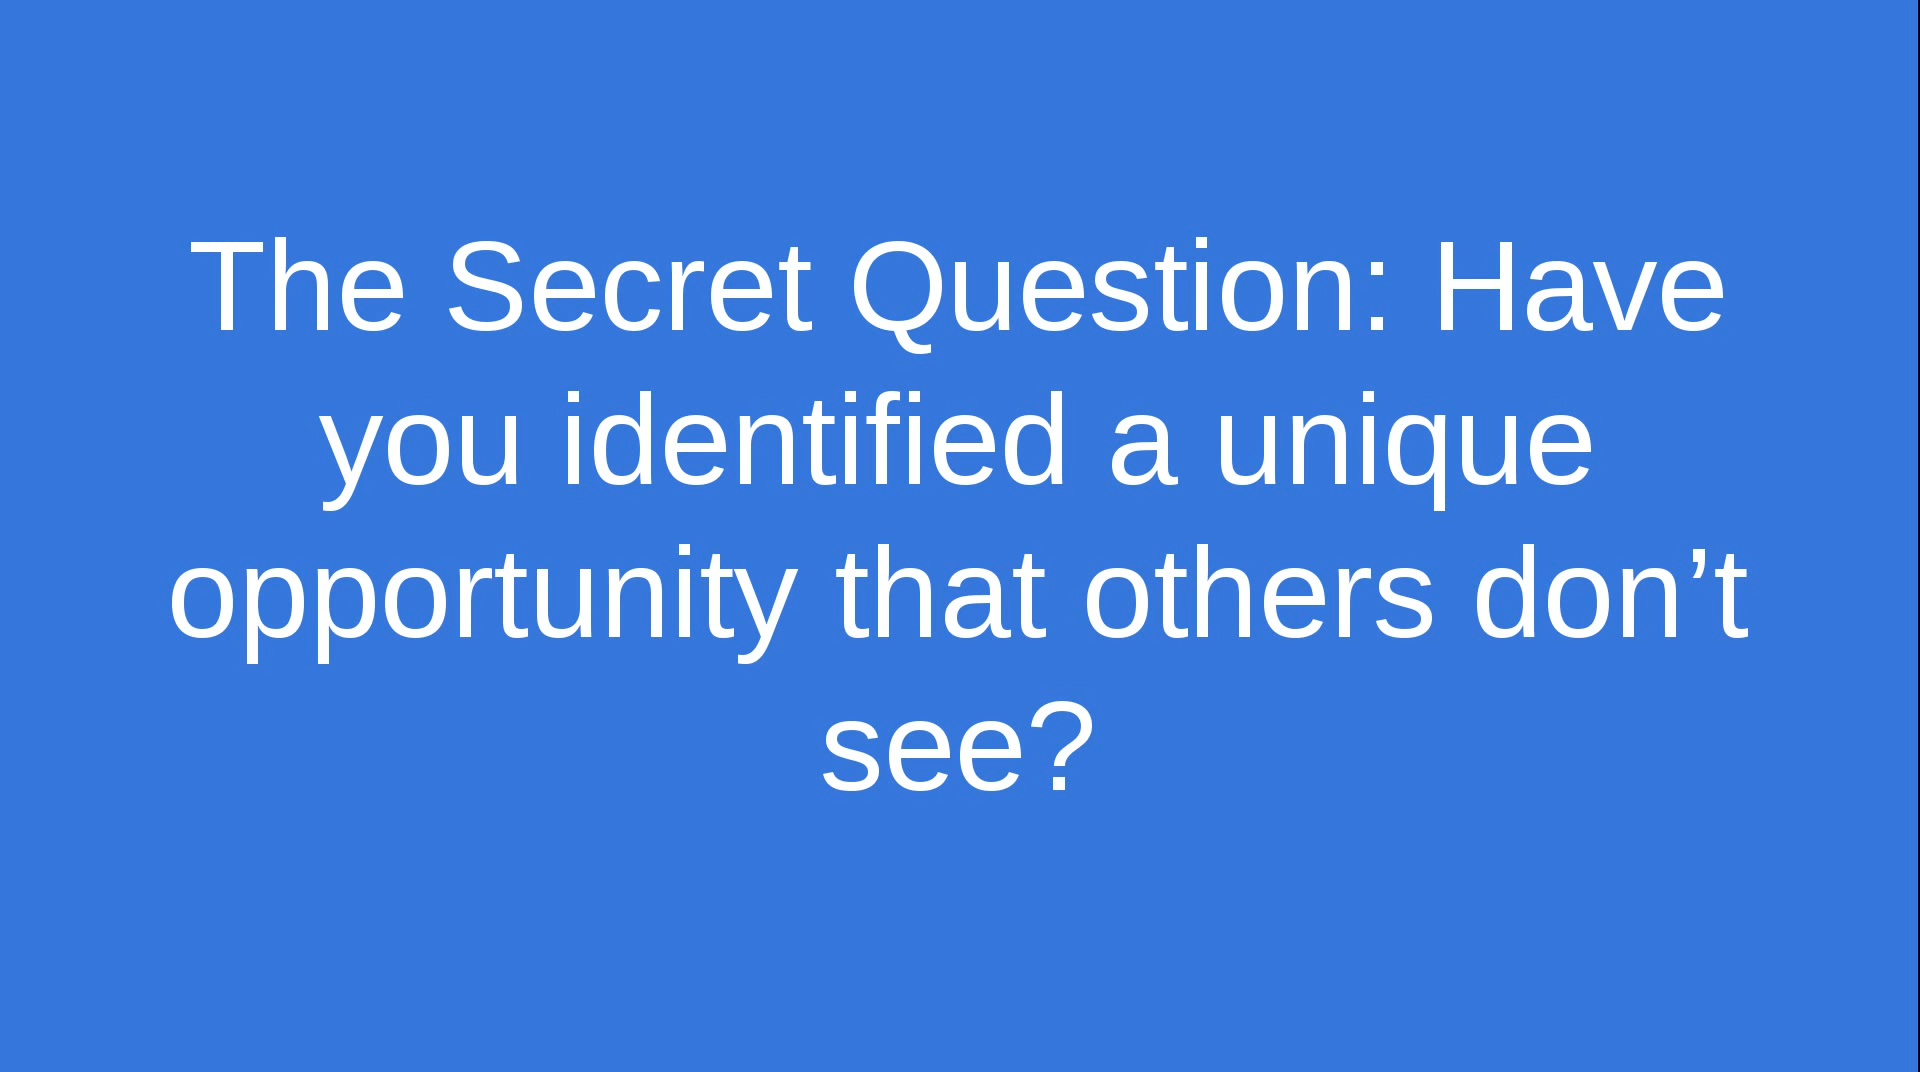 The Secret Question: Have
you identified a unique
opportunity that others don’t
see?